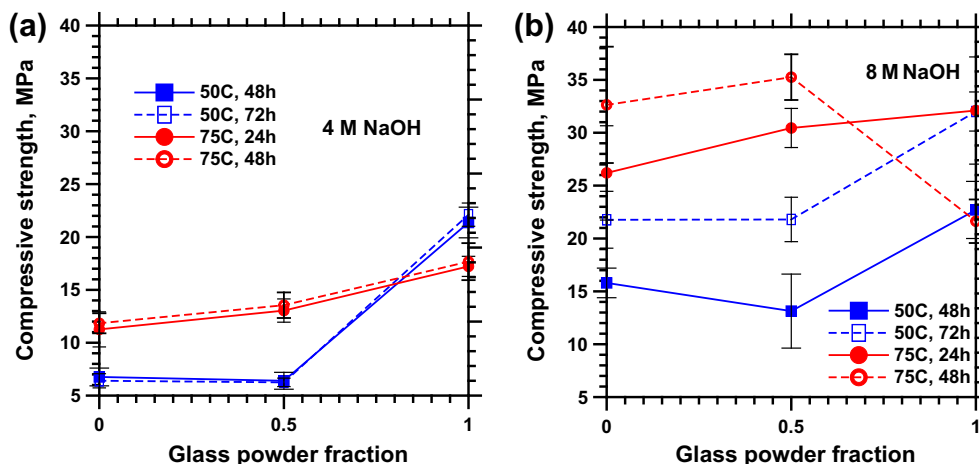 (a)
40
35
30
25
20
15
10
5
Compressive strength, MPa
50C, 48h
50C, 72h
75C, 24h
75C, 48h
4 M NaOH
0
0.5
1
Glass powder fraction
(b)
40
35
30
25
20
15
10
5
Compressive strength, MPa
8 M NaOH
50C, 48h
50C, 72h
75C, 24h
75C, 48h
0
0.5
1
Glass powder fraction